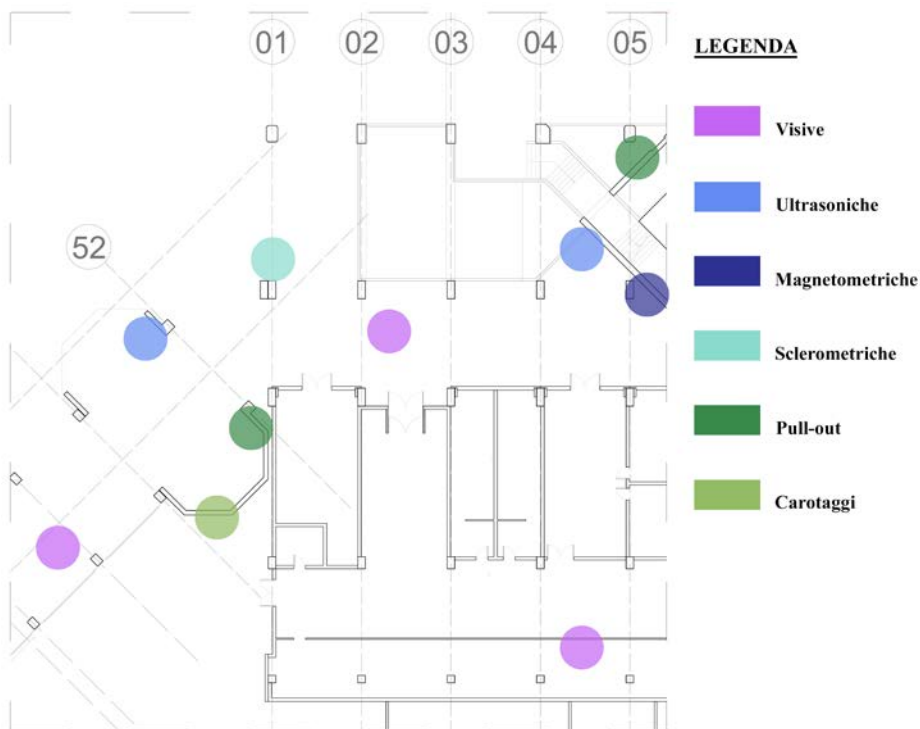 01 02 03 04 05
LEGENDA
52
Visive
Ultrasoniche
Magnetometriche
Sclerometriche
Pull-out
Carotaggi